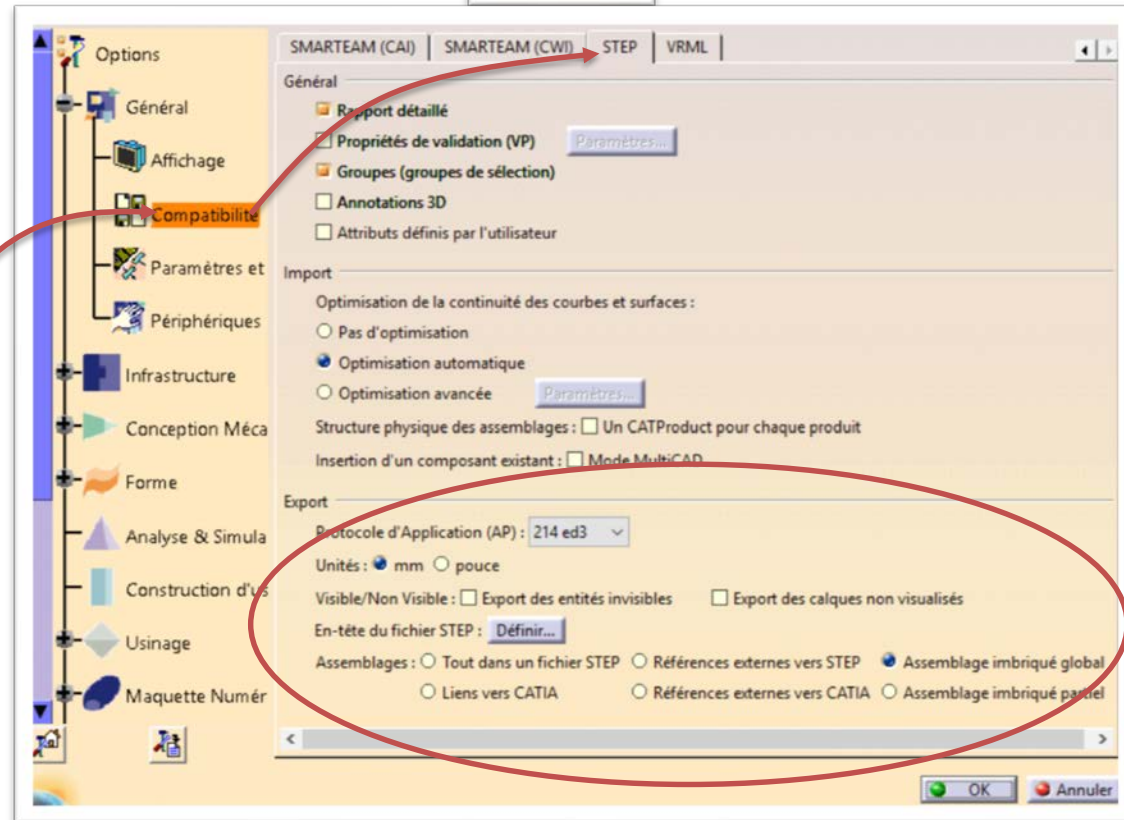 Options
Général
Affichage
Compatibilité
Paramètres et
Périphériques
Infrastructure
Conception Méca
Forme
Analyse & Simula
Construction d'us
Usinage
Maquette Numér
SMARTEAM (CAI) SMARTEAM (CWI) STEP VRML
Général
Rapport détaillé
Propriétés de validation (VP) Paramètres...
Groupes (groupes de sélection)
Annotations 3D
Attributs définis par l'utilisateur
Import
Optimisation de la continuité des courbes et surfaces :
Pas d'optimisation
Optimisation automatique
Optimisation avancée Paramètres...
Structure physique des assemblages : Un CATProduct pour chaque produit
Insertion d'un composant existant : Mode MultiCAD
Export
Protocole d'Application (AP) : 214 ed3
Unités : mm pouce
Visible/Non Visible : Export des entités invisibles Export des calques non visualisés
En-tête du fichier STEP : Définir...
Assemblages : Tout dans un fichier STEP Références externes vers STEP Assemblage imbriqué global
Liens vers CATIA Références externes vers CATIA Assemblage imbriqué partiel
OK Annuler